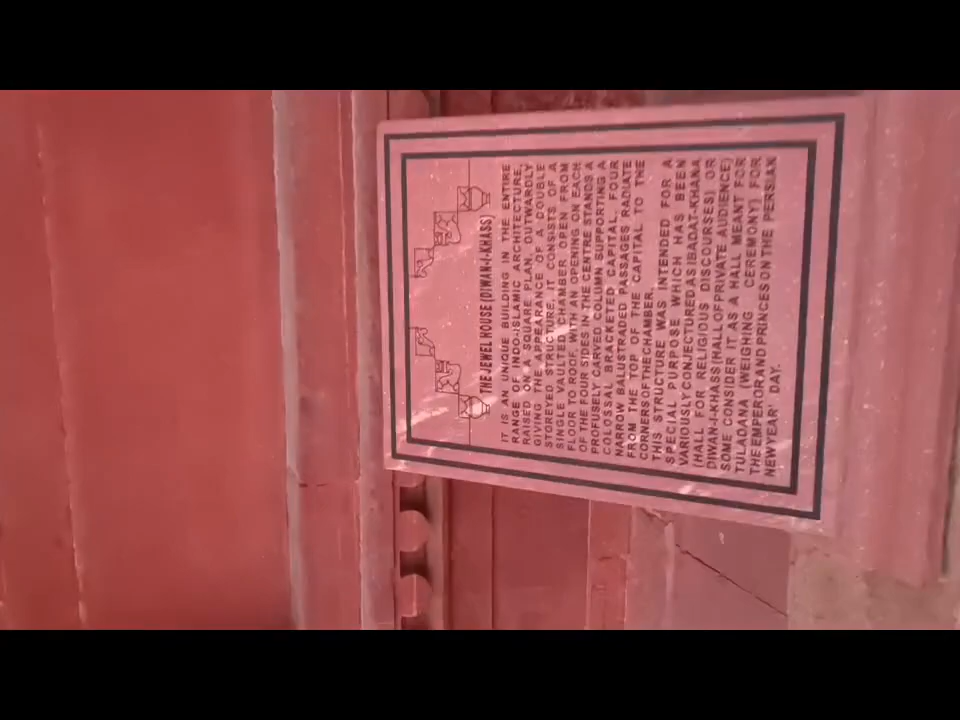 THE JEWEL HOUSE (DIWAN-I-KHASS)
IT IS AN UNIQUE BUILDING IN THE ENTIRE
RANGE OF INDO-ISLAMIC ARCHITECTURE,
RAISED ON A SQUARE PLAN, OUTWARDLY
GIVING THE APPEARANCE OF A DOUBLE
STOREYED STRUCTURE, IT CONSISTS OF A
SINGLE VAULTED CHAMBER OPEN FROM
FLOOR TO ROOF, WITH AN OPENING ON EACH
OF THE FOUR SIDES IN THE CENTRE STANDS A
PROFUSELY CARVED COLUMN SUPPORTING A
COLOSSAL BRACKETED CAPITAL, FOUR
NARROW BALUSTRADED PASSAGES RADIATE
FROM THE TOP OF THE CAPITAL TO THE
CORNERS OF THE CHAMBER.
THIS STRUCTURE WAS INTENDED FOR A
SPECIAL PURPOSE WHICH HAS BEEN
VARIOUSLY CONJECTURED AS IBADAT-KHANA
(HALL FOR RELIGIOUS DISCOURSES) OR
DIWAN-I-KHASS (HALL OF PRIVATE AUDIENCE)
SOME CONSIDER IT AS A HALL MEANT FOR
TULADANA (WEIGHING CEREMONY) FOR
THE EMPEROR AND PRINCES ON THE PERSIAN
NEW YEAR' DAY.